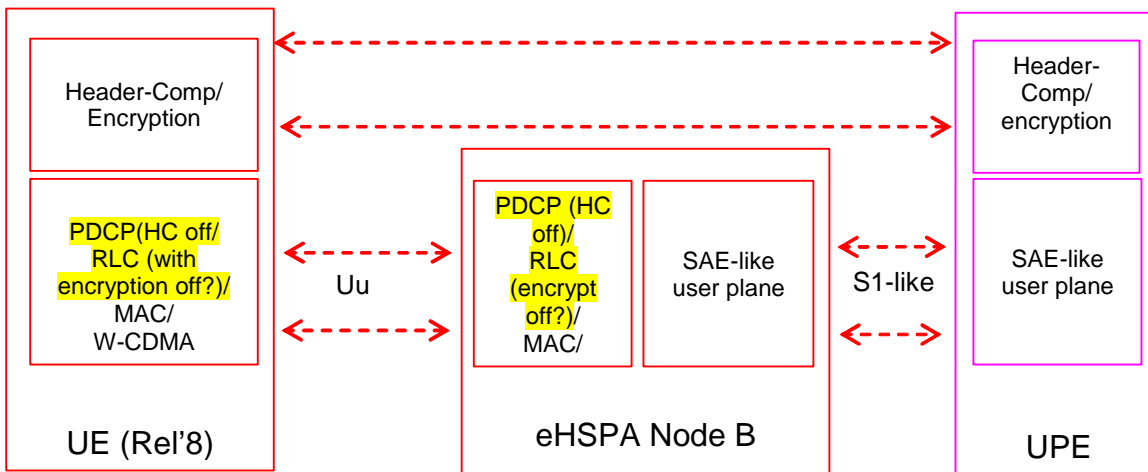 Header-Comp/
Encryption
PDCP(HC off/
RLC (with
encryption off?)/
MAC/
W-CDMA
UE (Rel'8)
Uu
PDCP (HC
off)/
RLC
(encrypt
off?)/
MAC/
SAE-like
user plane
eHSPA Node B
S1-like
Header-
Comp/
encryption
SAE-like
user plane
UPE